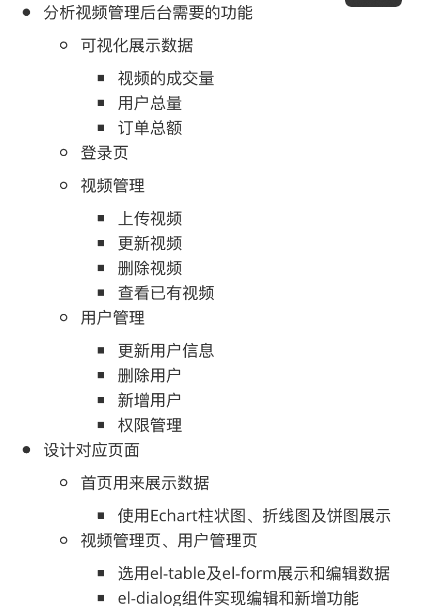 分析视频管理后台需要的功能
可视化展示数据
视频的成交量
用户总量
订单总额
登录页
视频管理
上传视频
更新视频
删除视频
查看已有视频
用户管理
更新用户信息
删除用户
新增用户
权限管理
设计对应页面
首页用来展示数据
使用Echart柱状图、折线图及饼图展示
视频管理页、用户管理页
选用el-table及el-form展示和编辑数据
el-dialog组件实现编辑和新增功能